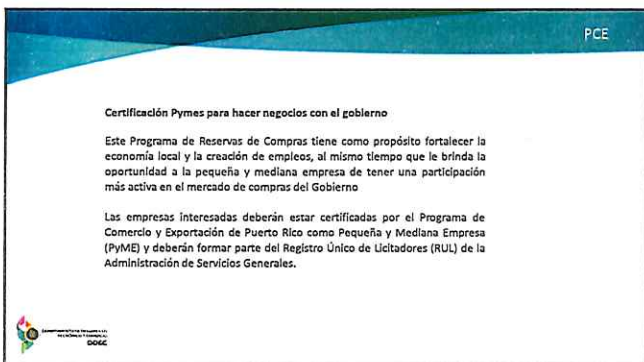 PCE
Certificación Pymes para hacer negocios con el gobierno
Este Programa de Reservas de Compras tiene como propósito fortalecer la
economía local y la creación de empleos, al mismo tiempo que le brinda la
oportunidad a la pequeña y mediana empresa de tener una participación
más activa en el mercado de compras del Gobierno
Las empresas interesadas deberán estar certificadas por el Programa de
Comercio y Exportación de Puerto Rico como Pequeña y Mediana Empresa
(PyME) y deberán formar parte del Registro Único de Licitadores (RUL) de la
Administración de Servicios Generales.
DDEC